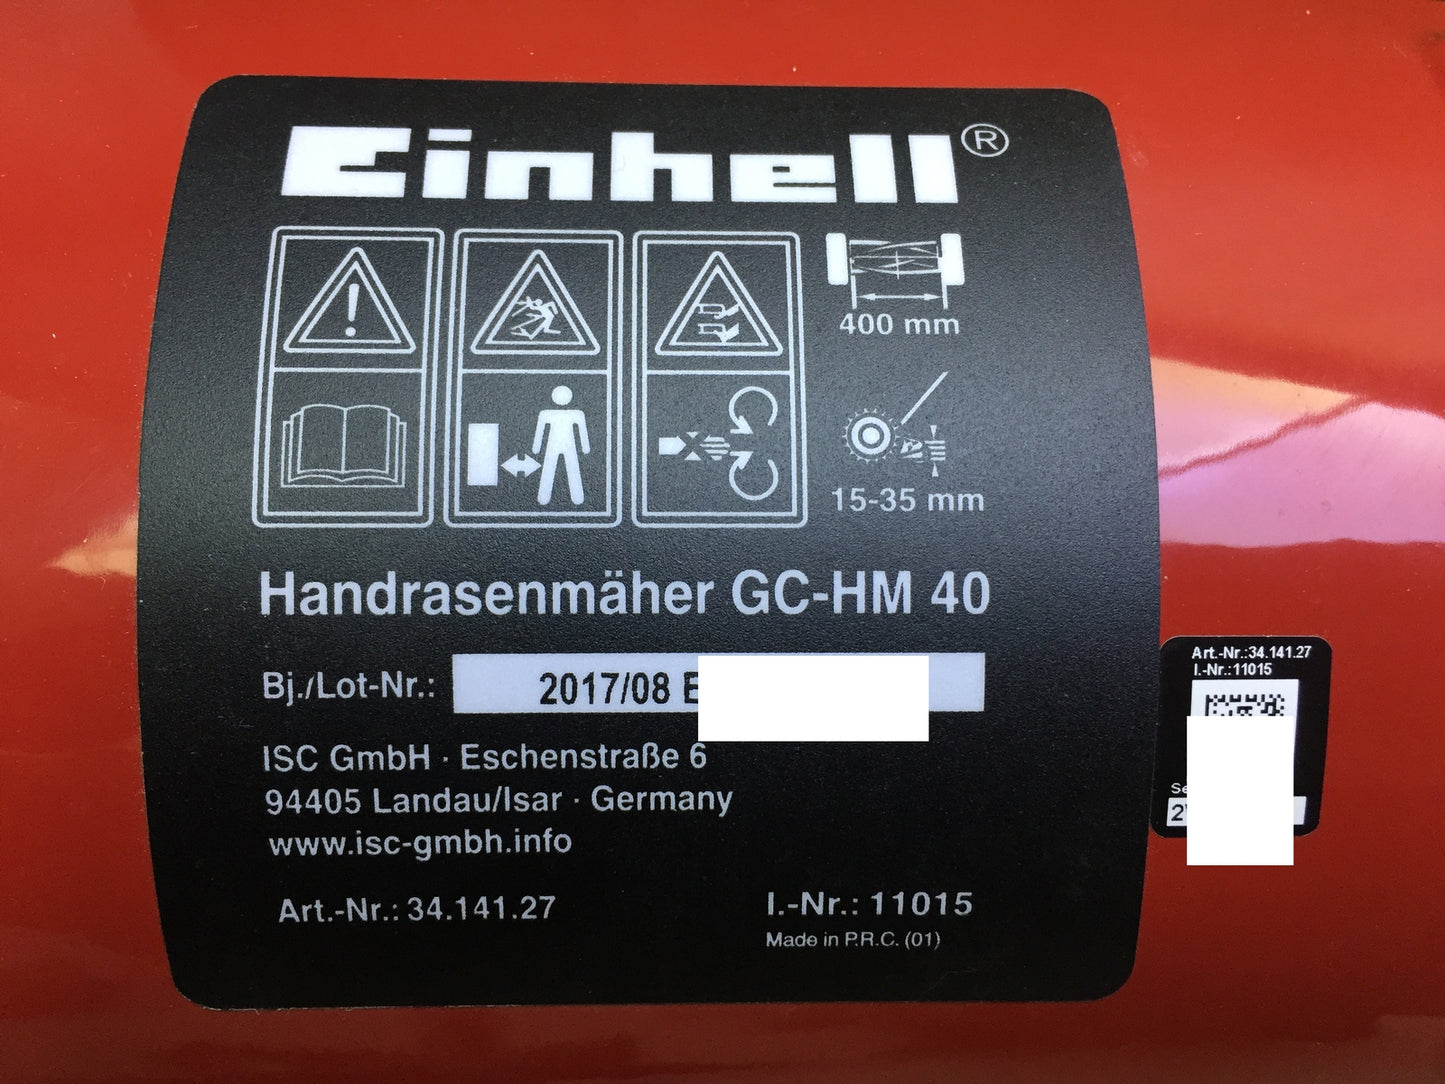 Einhell®
400 mm
15-35 mm
Handrasenmäher GC-HM 40
Bj./Lot-Nr.: 2017/08 E
ISC GmbH · Eschenstraße 6
94405 Landau/Isar · Germany
www.isc-gmbh.info
Art.-Nr.: 34.141.27
I.-Nr.: 11015
Made in P.R.C. (01)
Art.-Nr.:34.141.27
I.-Nr.:11015